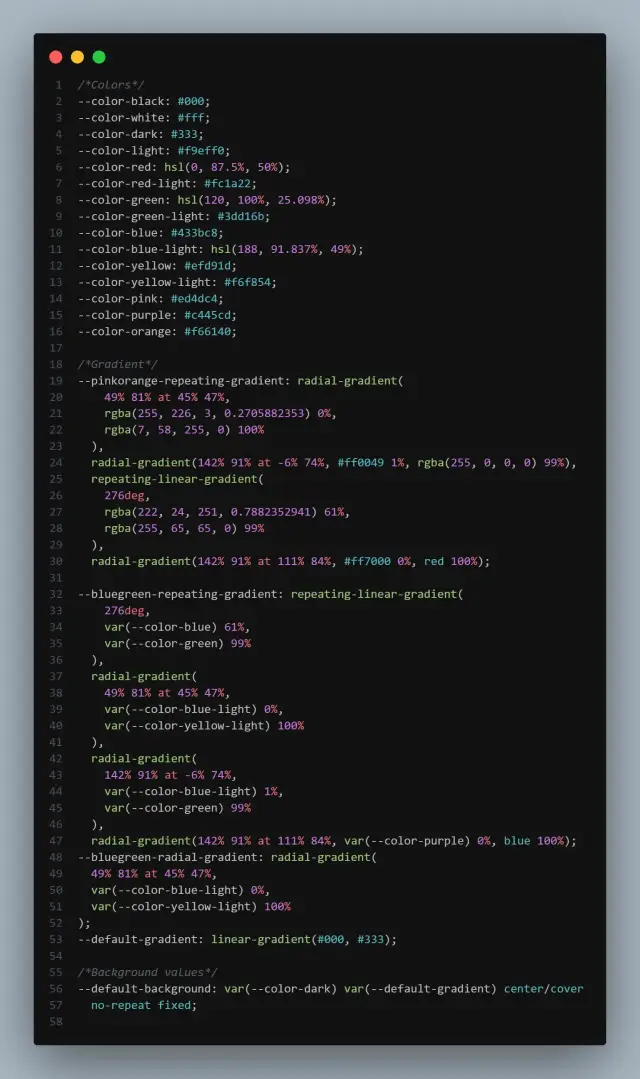 1 /*Colors*/
2 --color-black: #000;
3 --color-white: #fff;
4 --color-dark: #333;
5 --color-light: #f9eff0;
6 --color-red: hsl(0, 87.5%, 50%);
7 --color-red-light: #fc1a22;
8 --color-green: hsl(120, 100%, 25.098%);
9 --color-green-light: #3dd16b;
10 --color-blue: #433bc8;
11 --color-blue-light: hsl(188, 91.837%, 49%);
12 --color-yellow: #efd91d;
13 --color-yellow-light: #f6f854;
14 --color-pink: #ed4dc4;
15 --color-purple: #c445cd;
16 --color-orange: #f66140;
17
18 /*Gradient*/
19 --pinkorange-repeating-gradient: radial-gradient(
20     49% 81% at 45% 47%,
21     rgba(255, 226, 3, 0.2705882353) 0%,
22     rgba(7, 58, 255, 0) 100%
23   ),
24   radial-gradient(142% 91% at -6% 74%, #ff0049 1%, rgba(255, 0, 0, 0) 99%),
25   repeating-linear-gradient(
26     276deg,
27     rgba(222, 24, 251, 0.7882352941) 61%,
28     rgba(255, 65, 65, 0) 99%
29   ),
30   radial-gradient(142% 91% at 111% 84%, #ff7000 0%, red 100%);
31
32 --bluegreen-repeating-gradient: repeating-linear-gradient(
33     276deg,
34     var(--color-blue) 61%,
35     var(--color-green) 99%
36   ),
37   radial-gradient(
38     49% 81% at 45% 47%,
39     var(--color-blue-light) 0%,
40     var(--color-yellow-light) 100%
41   ),
42   radial-gradient(
43     142% 91% at -6% 74%,
44     var(--color-blue-light) 1%,
45     var(--color-green) 99%
46   ),
47   radial-gradient(142% 91% at 111% 84%, var(--color-purple) 0%, blue 100%);
48 --bluegreen-radial-gradient: radial-gradient(
49   49% 81% at 45% 47%,
50   var(--color-blue-light) 0%,
51   var(--color-yellow-light) 100%
52 );
53 --default-gradient: linear-gradient(#000, #333);
54
55 /*Background values*/
56 --default-background: var(--color-dark) var(--default-gradient) center/cover
57   no-repeat fixed;
58